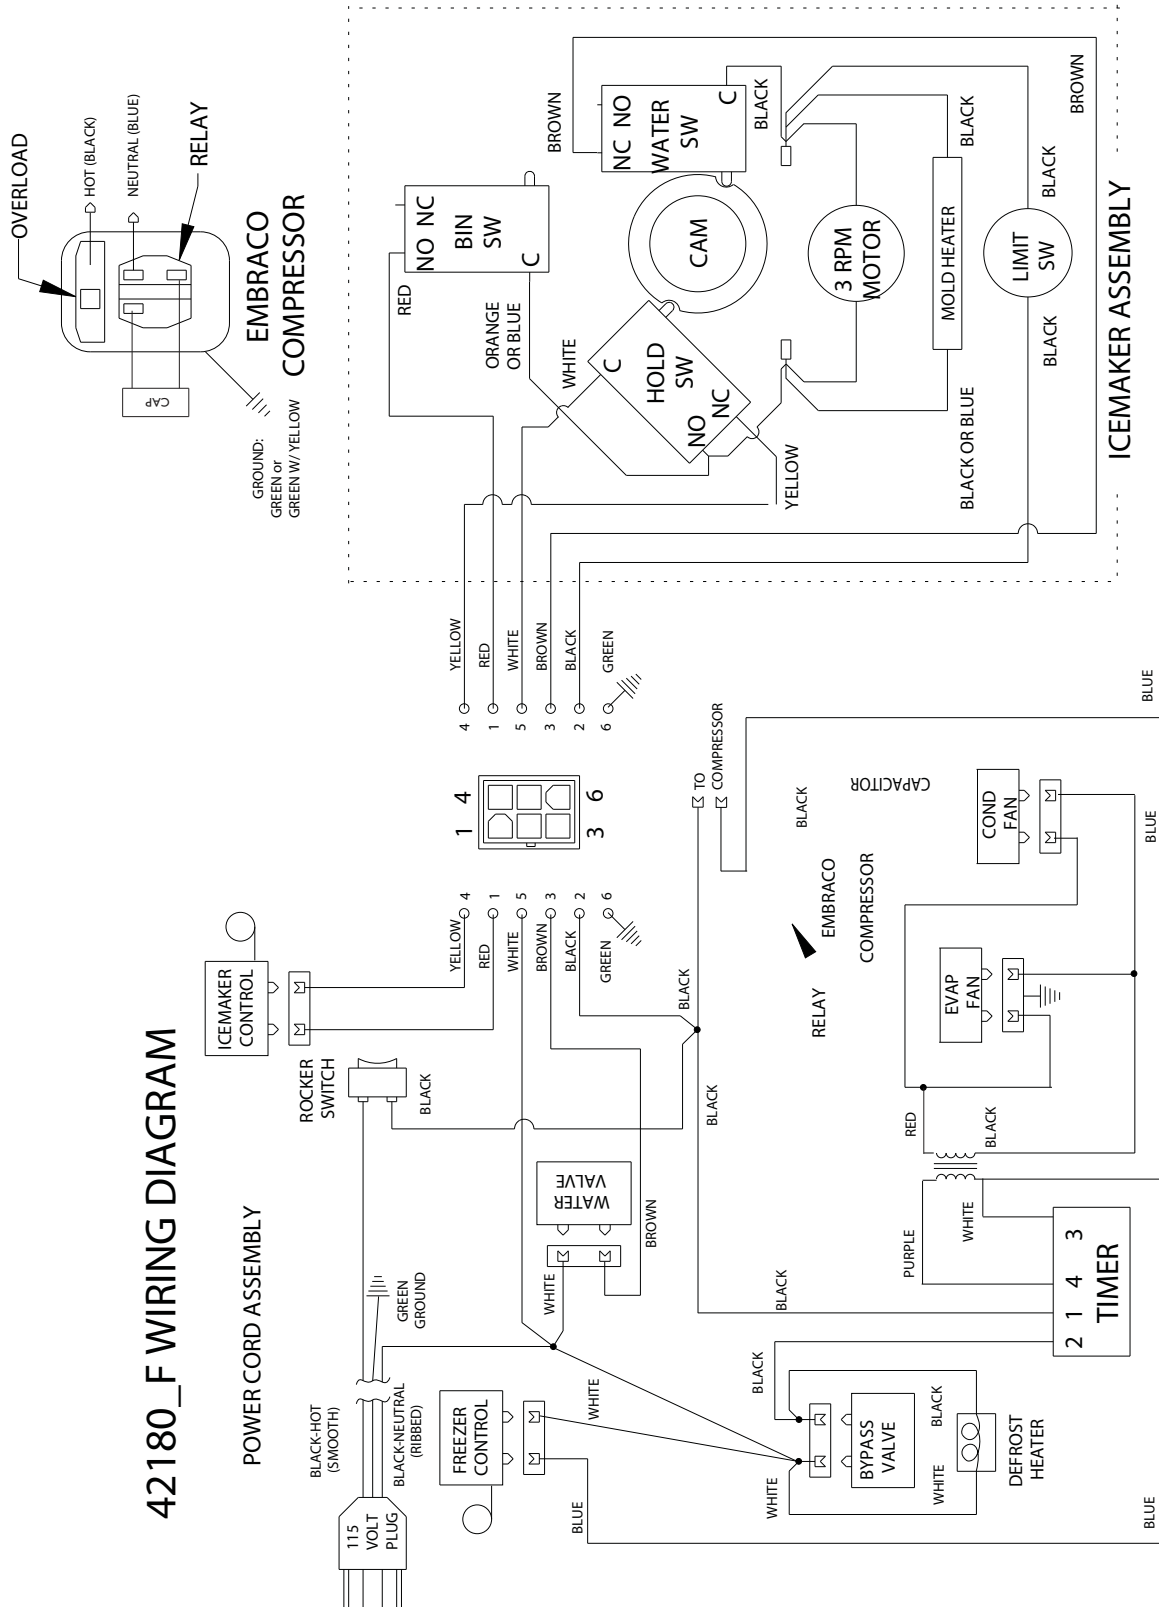 42180_F WIRING DIAGRAM
POWER CORD ASSEMBLY
115
VOLT
PLUG
BLACK-HOT
(SMOOTH)
BLACK-NEUTRAL
(RIBBED)
GREEN
GROUND
ROCKER
SWITCH
BLACK
ICEMAKER
CONTROL
FREEZER
CONTROL
BLUE
WHITE
WHITE
WATER
VALVE
BROWN
YELLOW
RED
WHITE
BROWN
BLACK
GREEN
4
1
5
3
2
6
1 4
3 6
4
1
5
3
2
6
YELLOW
RED
WHITE
BROWN
BLACK
GREEN
OVERLOAD
HOT (BLACK)
NEUTRAL (BLUE)
RELAY
CAP
EMBRACO
COMPRESSOR
GROUND:
GREEN or
GREEN W/ YELLOW
RED
NO NC
BIN
SW
C
ORANGE
OR BLUE
WHITE
BROWN
NC NO
WATER
SW
C
BLACK
CAM
C
HOLD
SW
NO NC
YELLOW
3 RPM
MOTOR
MOLD HEATER
BLACK
BLACK OR BLUE
LIMIT
SW
BLACK
BLACK
BROWN
ICEMAKER ASSEMBLY
BLACK
BLACK
TO
COMPRESSOR
BLACK
CAPACITOR
EMBRACO
COMPRESSOR
RELAY
COND
FAN
EVAP
FAN
BLUE
BLUE
RED
BLACK
PURPLE
WHITE
BLACK
BLACK
2 1 4 3
TIMER
WHITE
BYPASS
VALVE
BLACK
WHITE
DEFROST
HEATER
BLUE